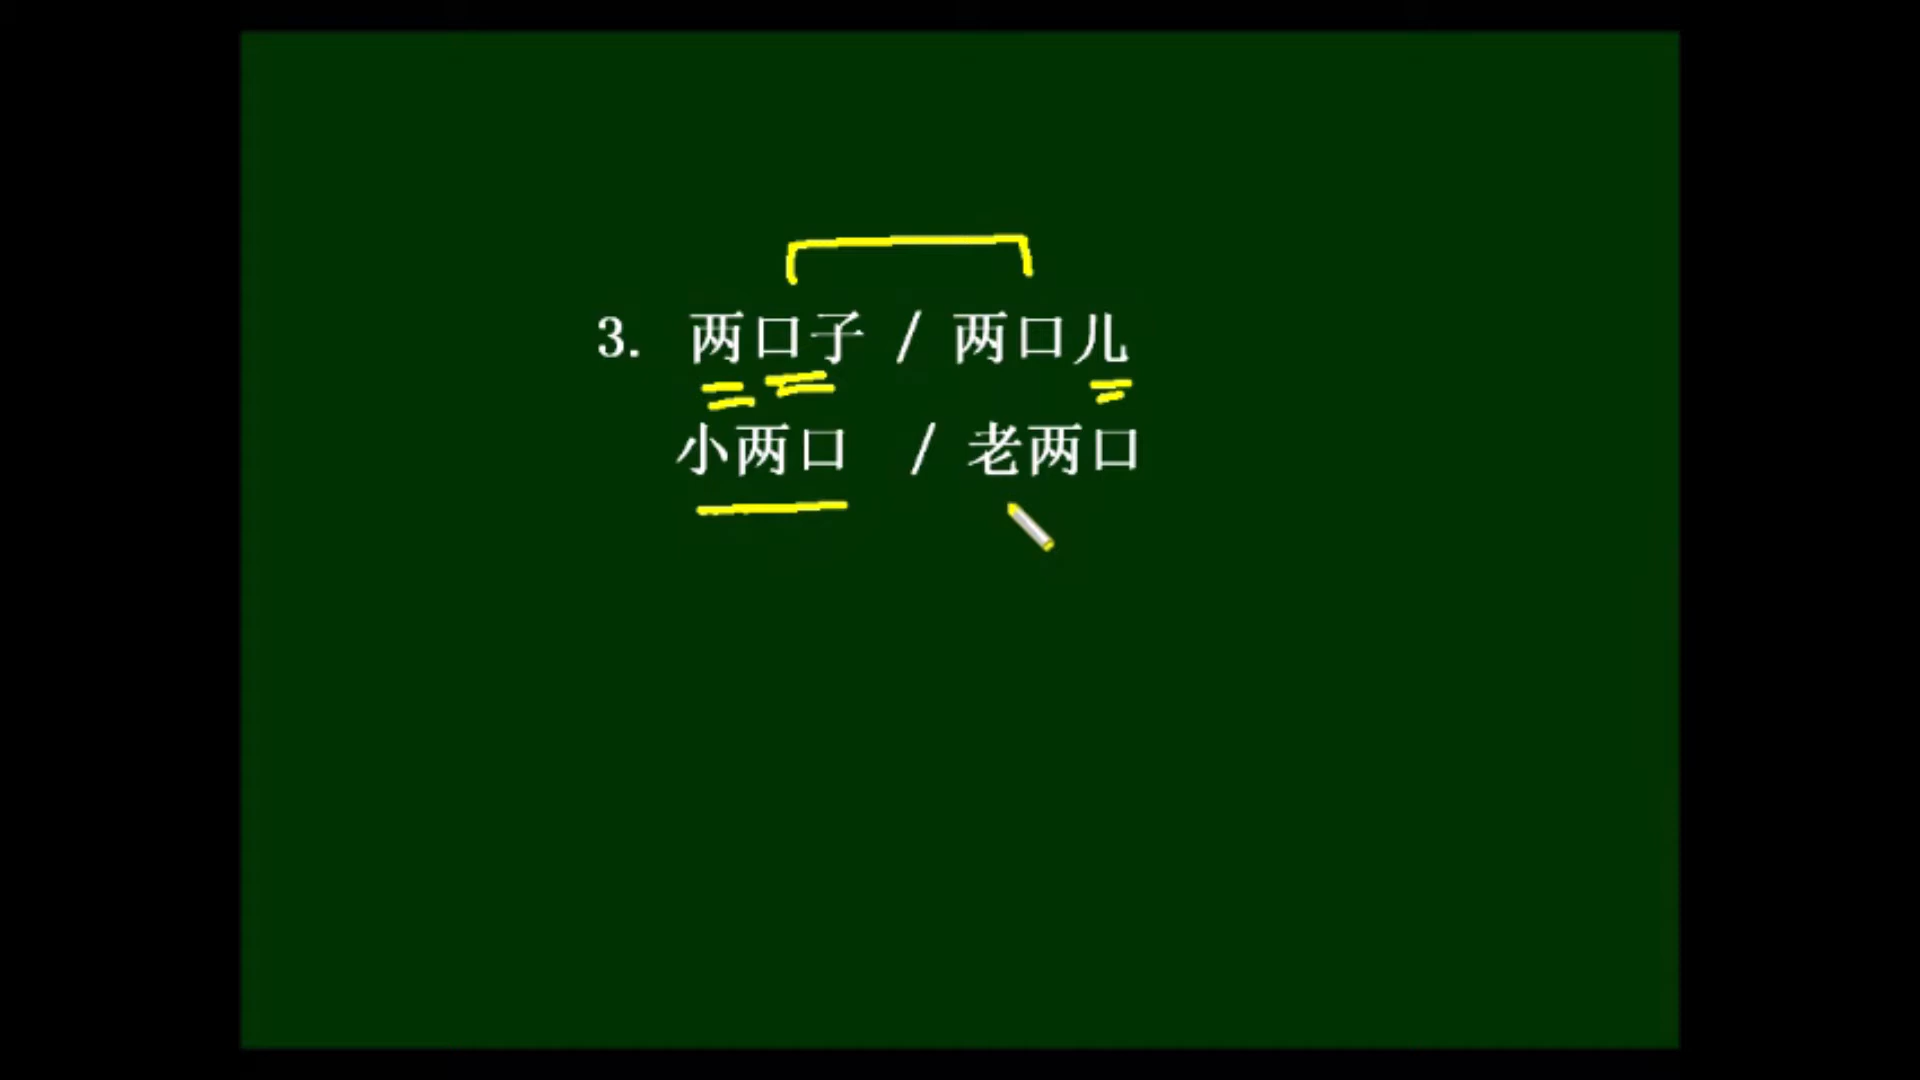 3. 两口子 / 两口儿
小两口 / 老两口